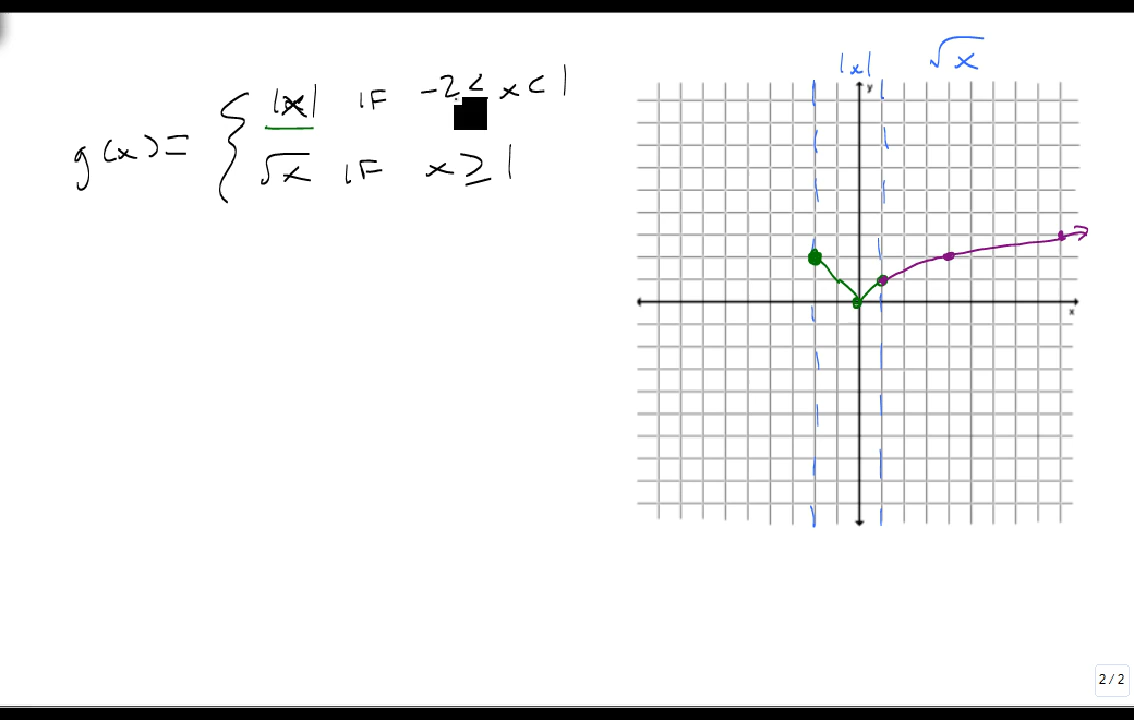 g(x) = { |x| IF -2 < x < 1
√x IF x ≥ 1
|x| √x
y
x
2 / 2